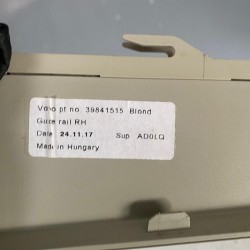 Volvo pt no. 39841515 Blond
Guide rail RH
Date 24.11.17 Sup AD0LQ
Made in Hungary